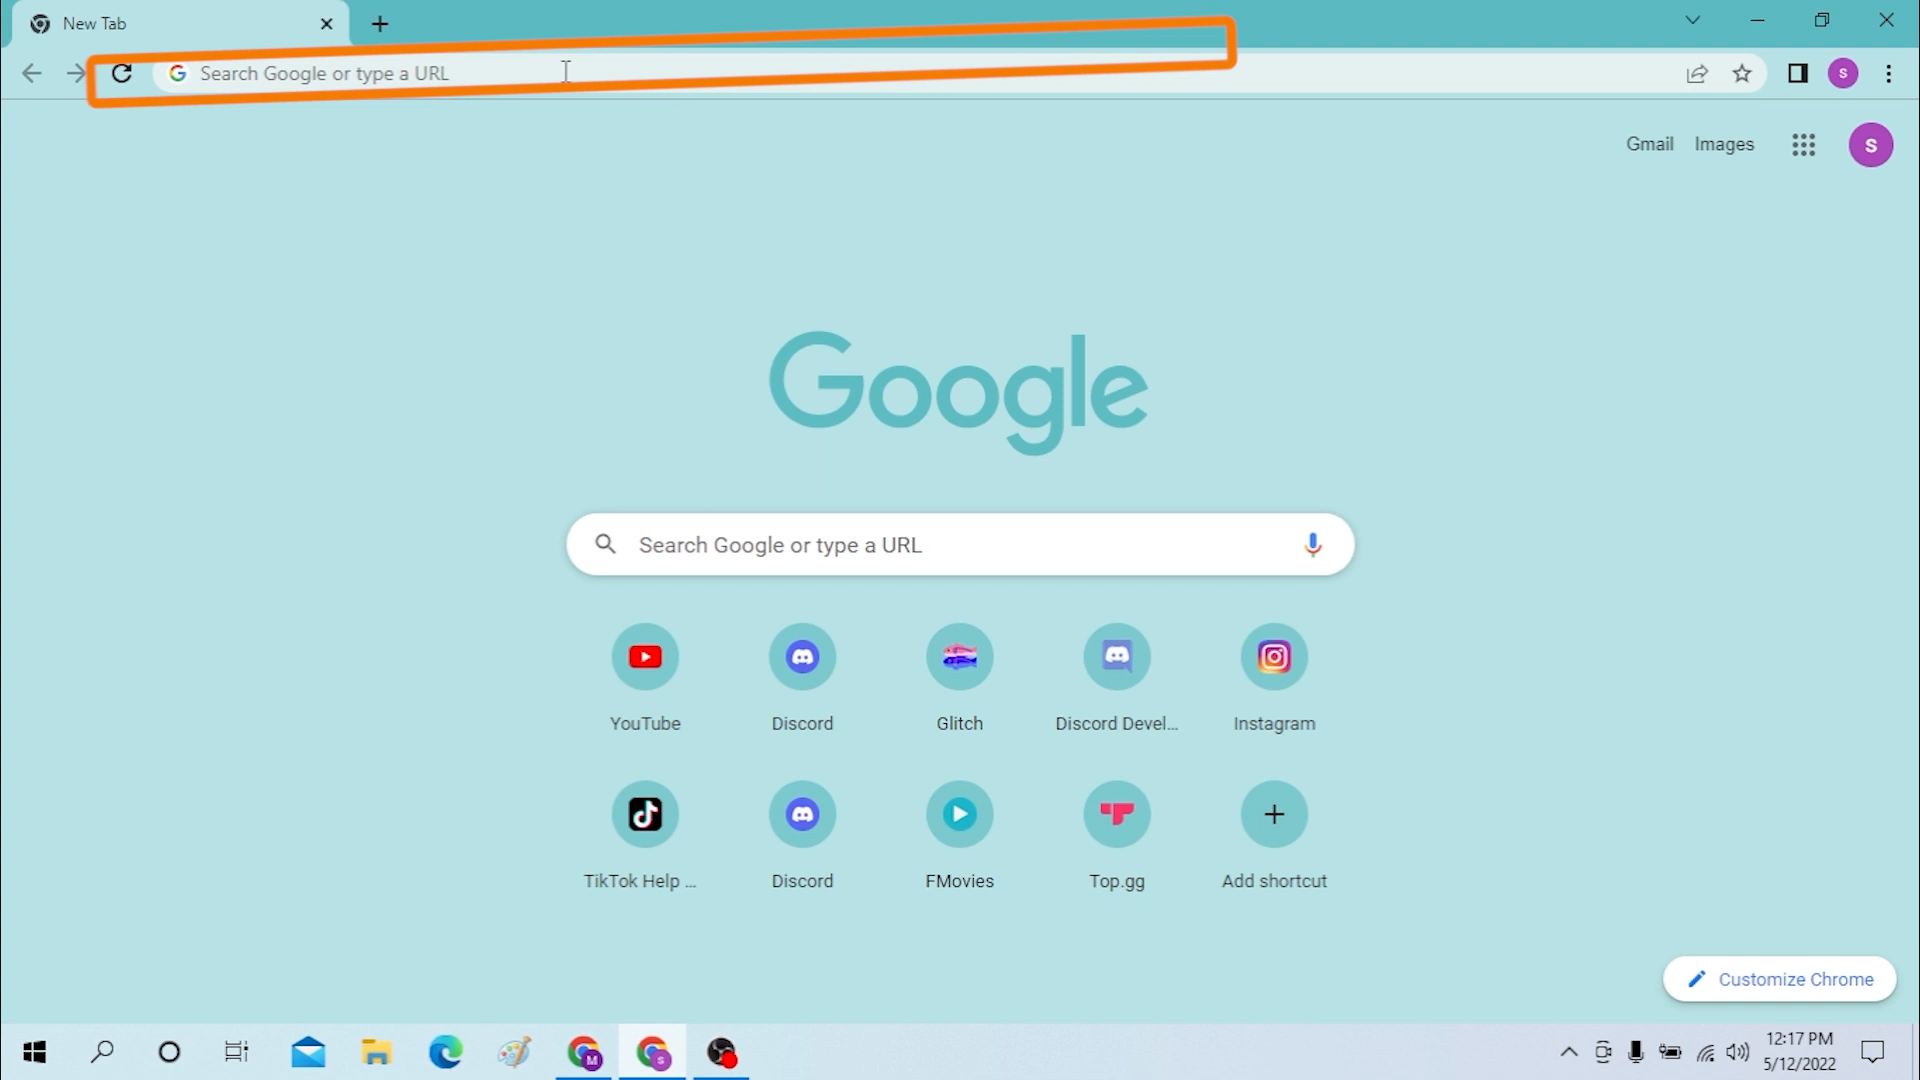 New Tab
Search Google or type a URL
S
Gmail Images
S
Google
Search Google or type a URL
YouTube Discord Glitch Discord Devel... Instagram
TikTok Help ... Discord FMovies Top.gg Add shortcut
Customize Chrome
M
S
12:17 PM
5/12/2022